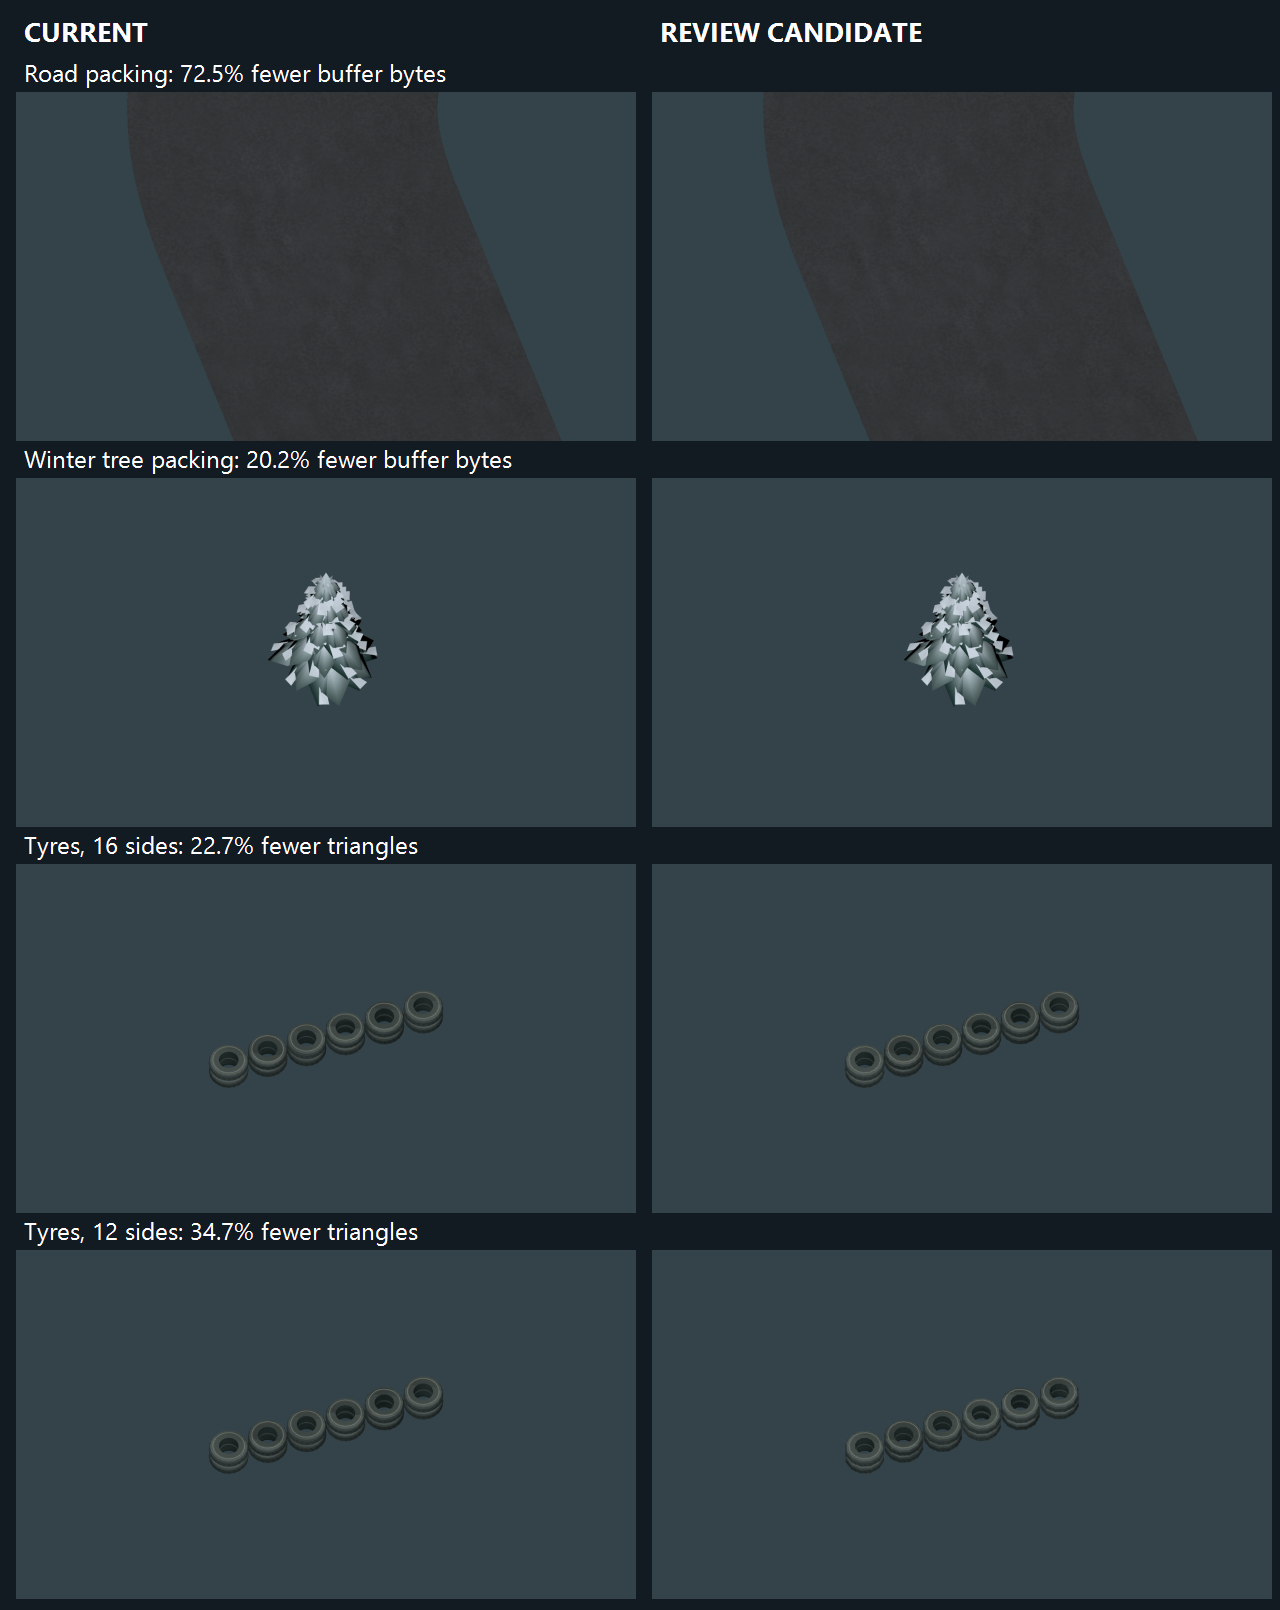 CURRENT
REVIEW CANDIDATE
Road packing: 72.5% fewer buffer bytes
Winter tree packing: 20.2% fewer buffer bytes
Tyres, 16 sides: 22.7% fewer triangles
Tyres, 12 sides: 34.7% fewer triangles